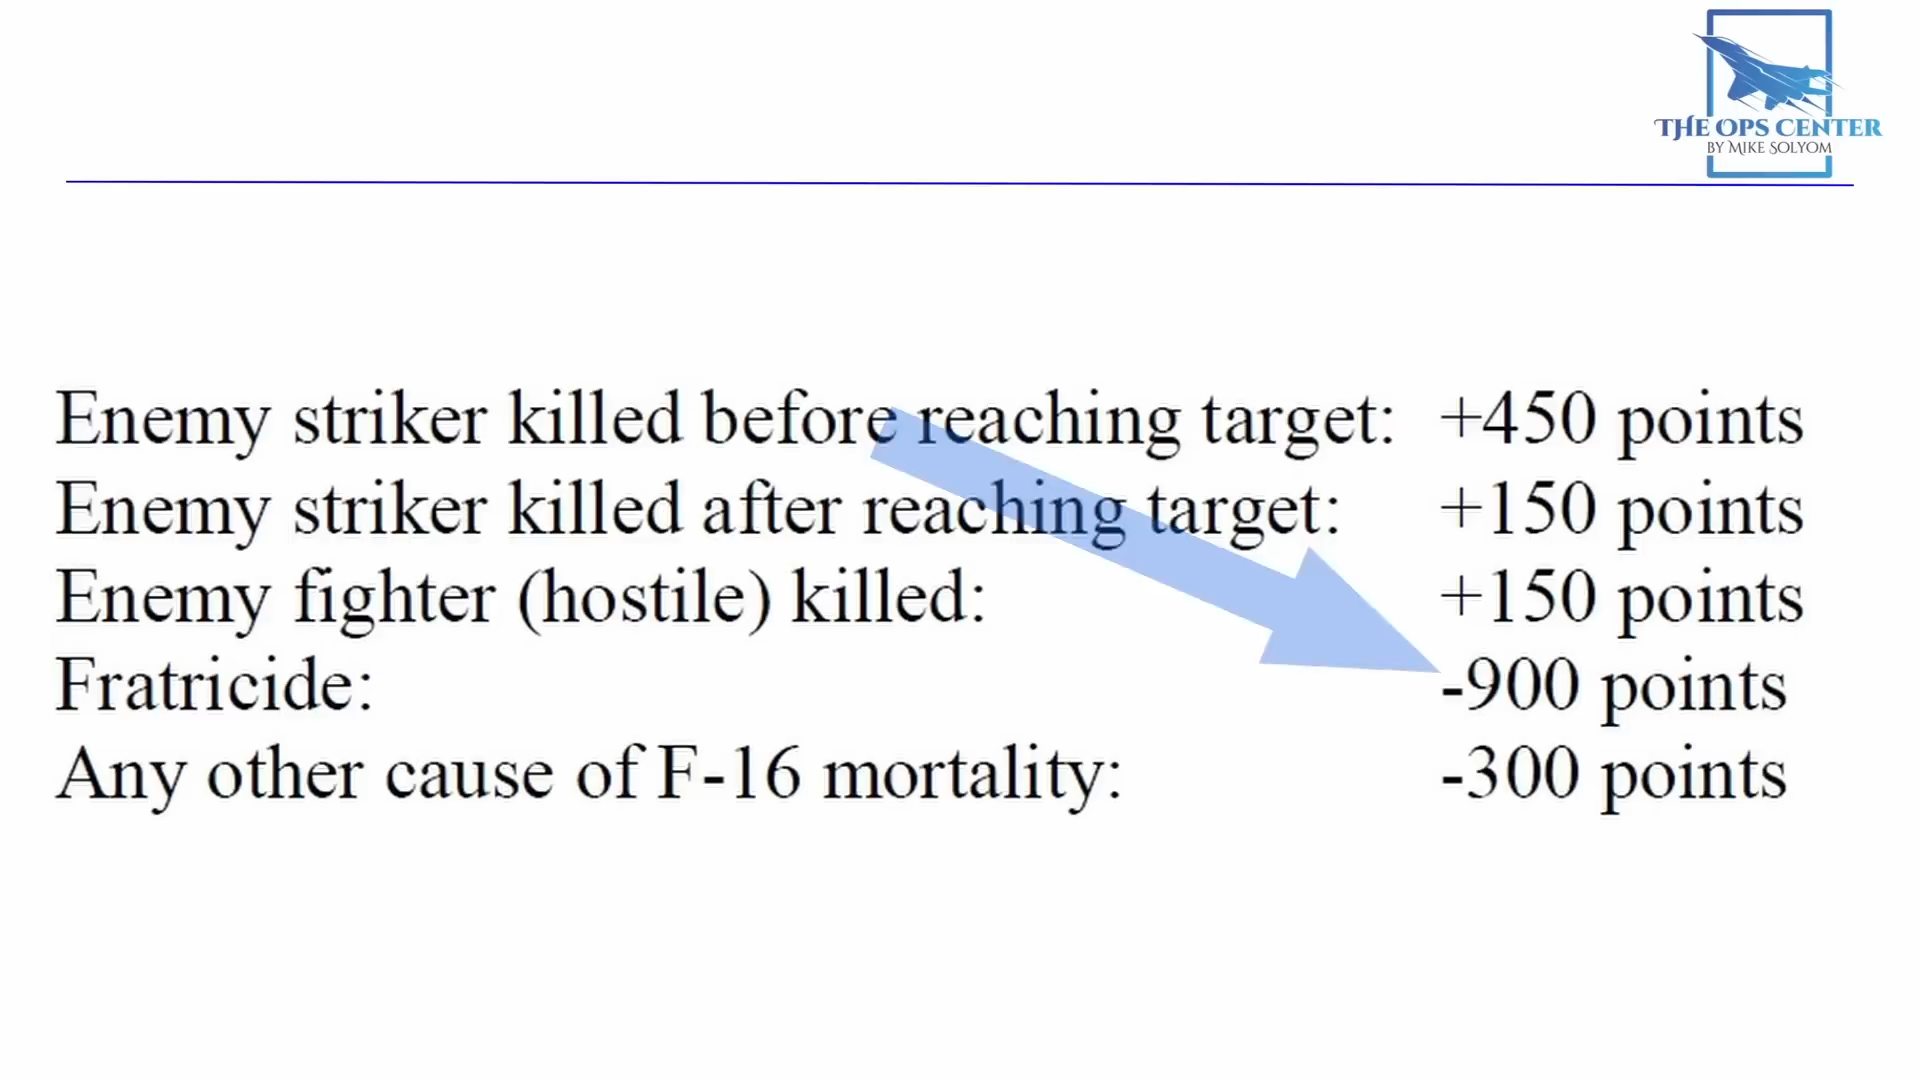 THE OPS CENTER
BY MIKE SOLYOM
Enemy striker killed before reaching target: +450 points
Enemy striker killed after reaching target: +150 points
Enemy fighter (hostile) killed: +150 points
Fratricide: -900 points
Any other cause of F-16 mortality: -300 points